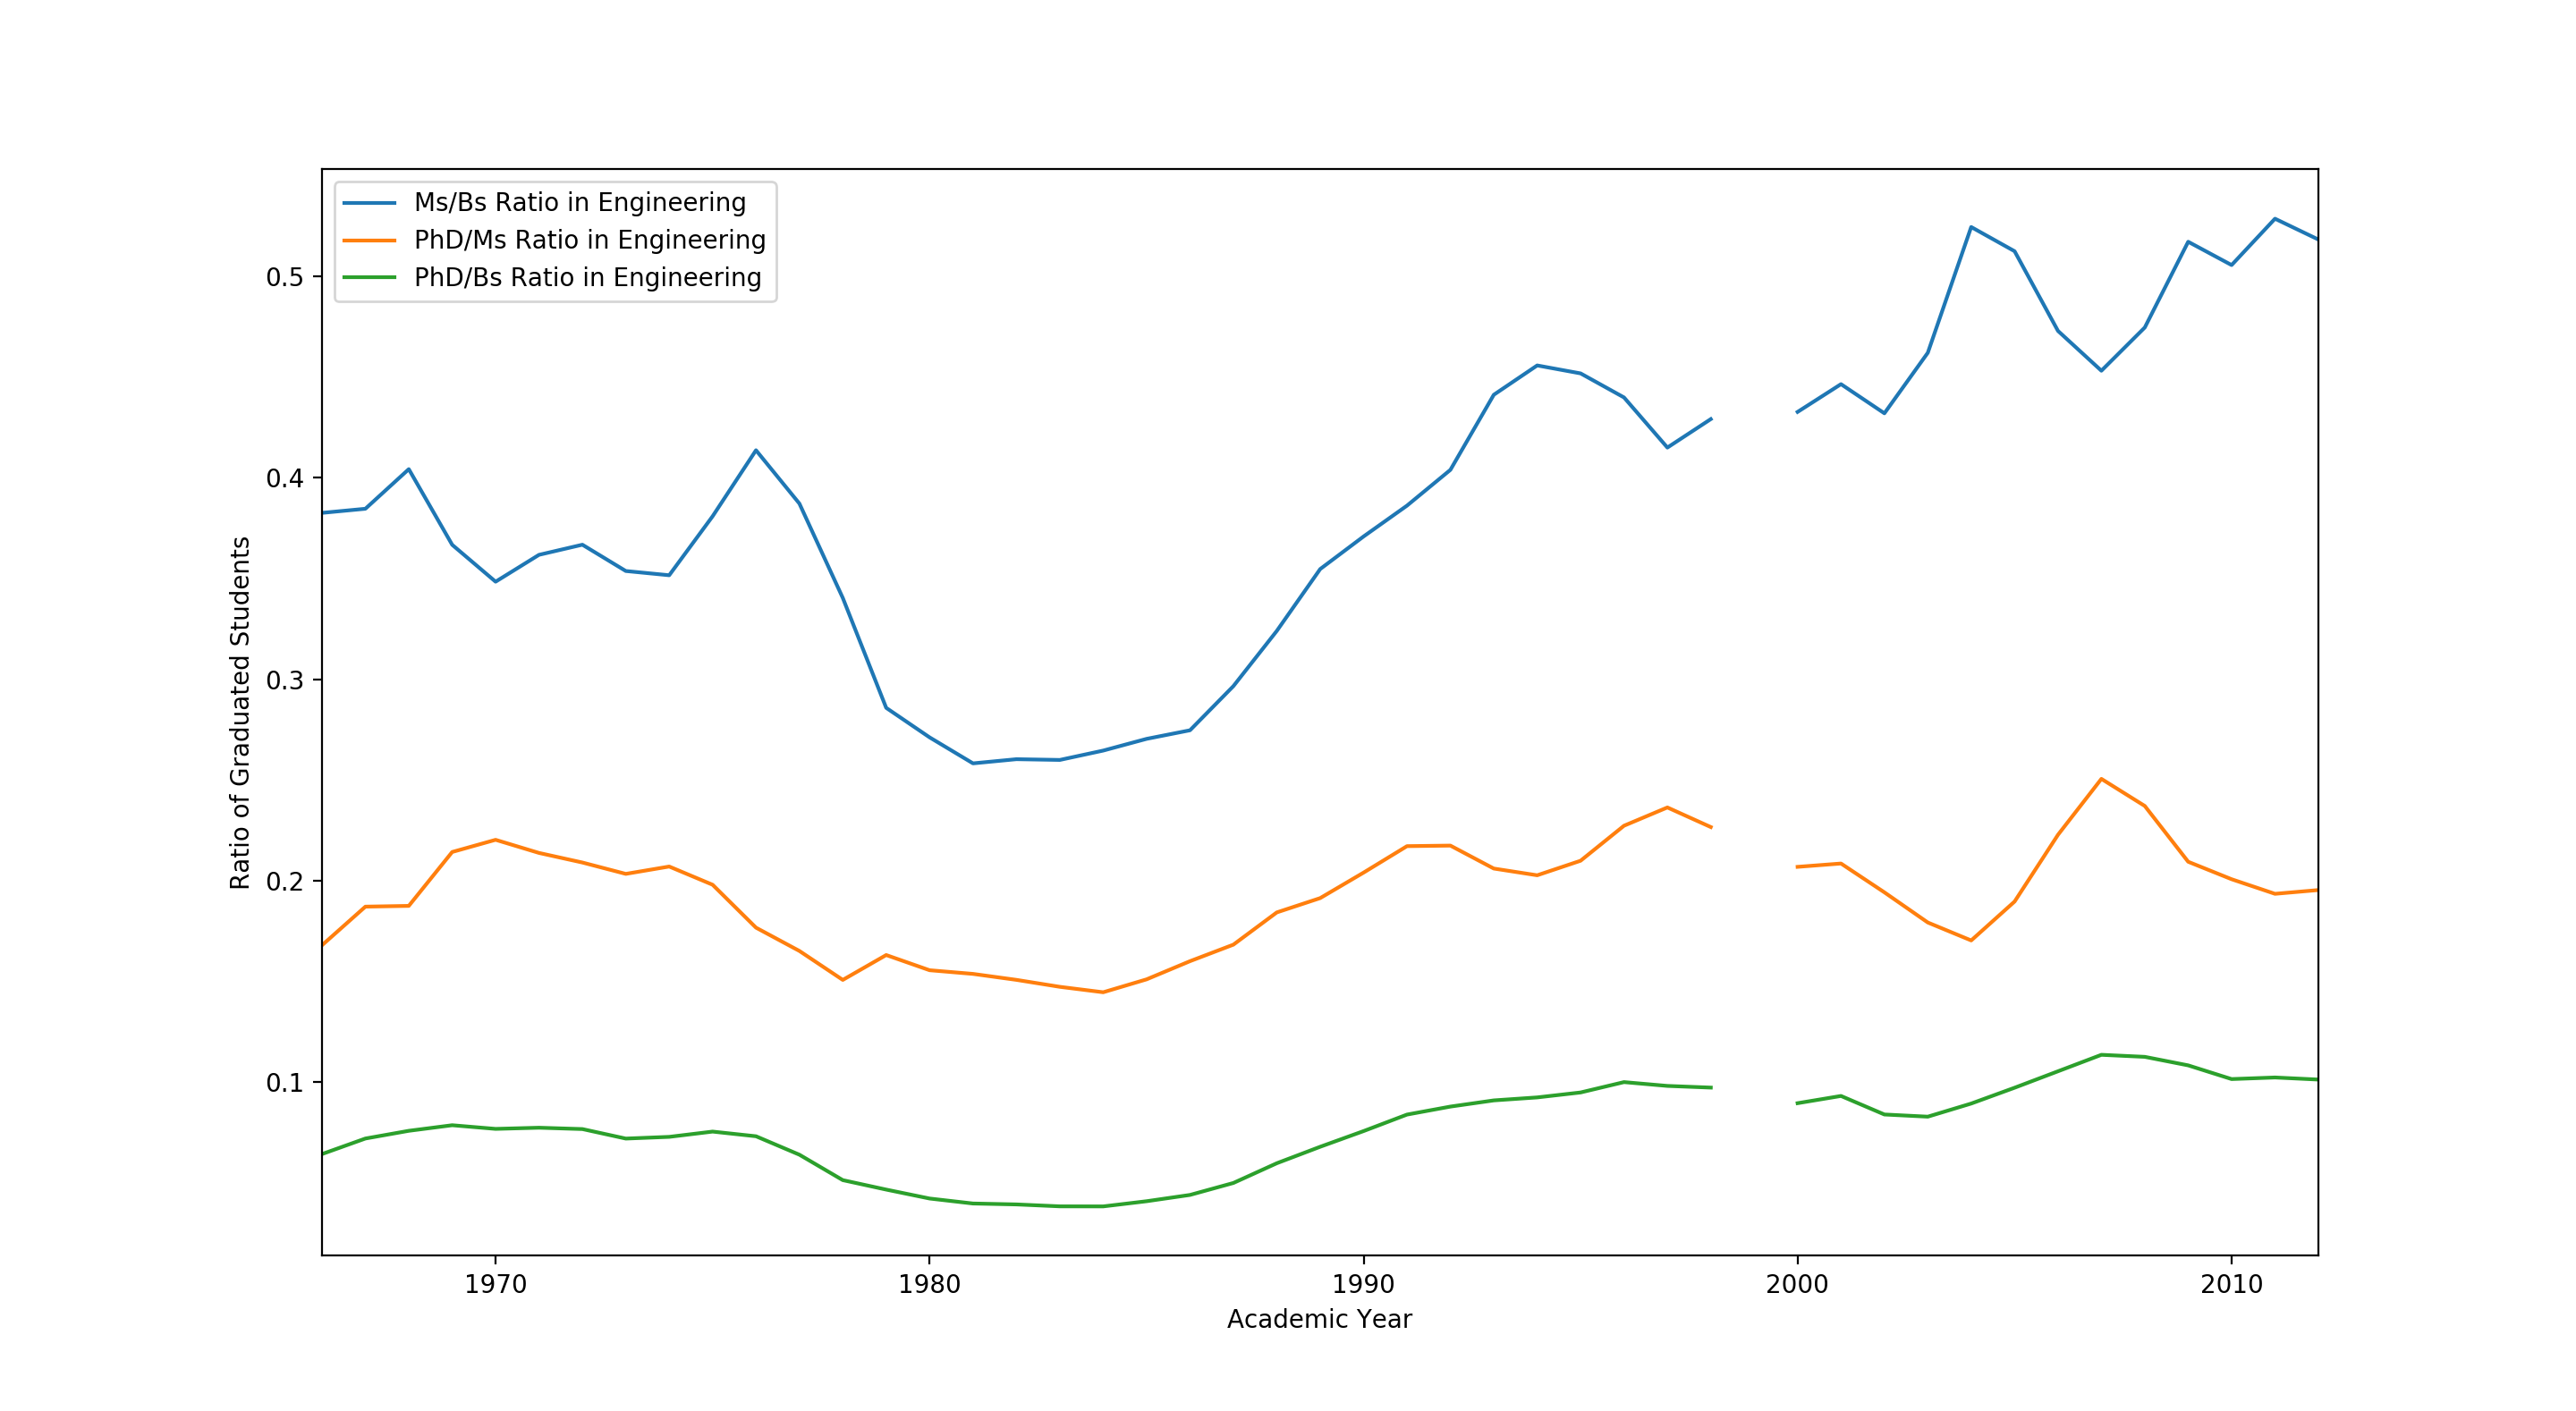 Ms/Bs Ratio in Engineering
PhD/Ms Ratio in Engineering
PhD/Bs Ratio in Engineering
0.5
0.4
0.3
0.2
0.1
Ratio of Graduated Students
1970 1980 1990 2000 2010
Academic Year